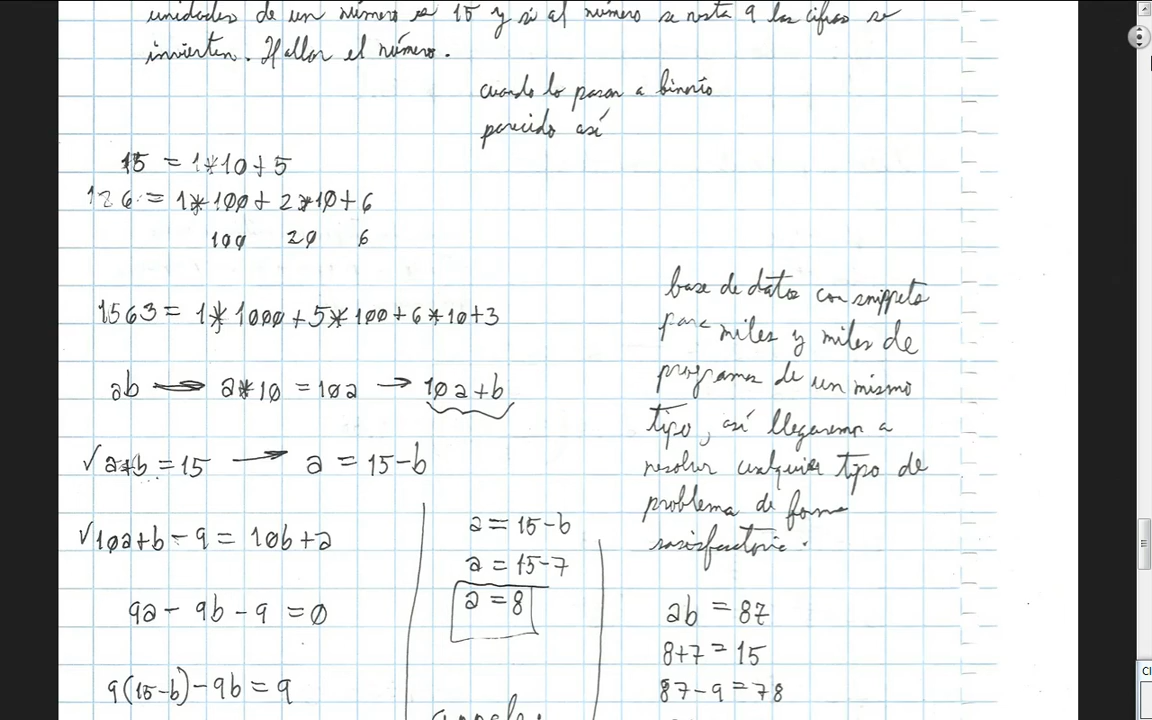 unidades de un número es 15 y si al número se resta 9 las cifras se
invierten. Hallar el número.
cuando lo pasan a binario
parecido así
15 = 1*10+5
126 = 1*100+2*10+6
100 20 6
1563 = 1*1000+5*100+6*10+3
ab → a*10 = 10a → 10a+b
√a+b = 15 → a = 15-b
√10a+b-9 = 10b+a
9a-9b-9 = 0
9(15-b)-9b = 9
a = 15-b
a = 15-7
a = 8
base de datos con snippets
para miles y miles de
programas de un mismo
tipo, así llegaremos a
resolver cualquier tipo de
problema de forma
satisfactoria.
ab = 87
8+7 = 15
87-9 = 78